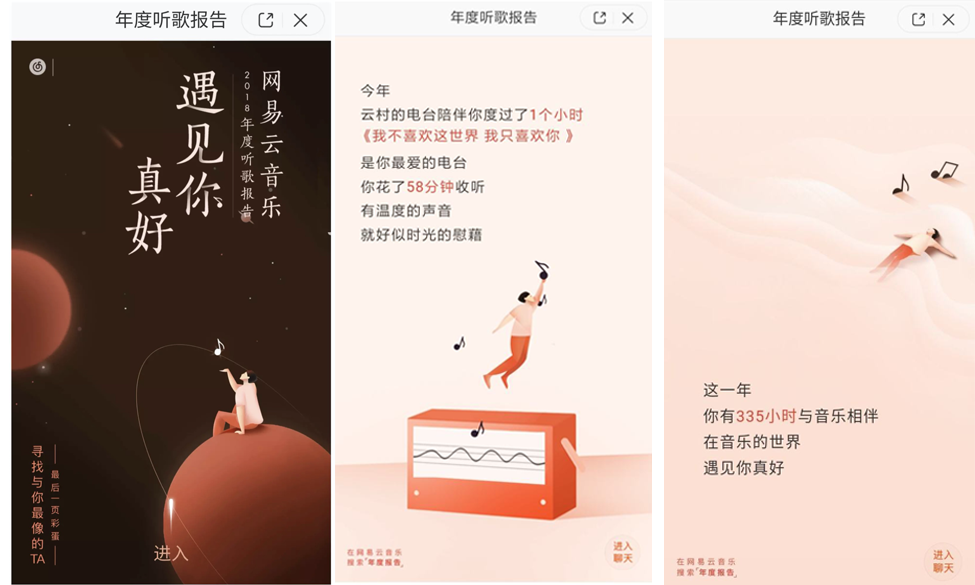 年度听歌报告
网易云音乐
2018年度听歌报告
遇见你
真好
寻找与你最像的TA
最后一页彩蛋
进入
年度听歌报告
今年
云村的电台陪伴你度过了1个小时
《我不喜欢这世界 我只喜欢你 》
是你最爱的电台
你花了58分钟收听
有温度的声音
就好似时光的慰藉
在网易云音乐
搜索「年度报告」
进入
聊天
年度听歌报告
这一年
你有335小时与音乐相伴
在音乐的世界
遇见你真好
在网易云音乐
搜索「年度报告」
进入
聊天